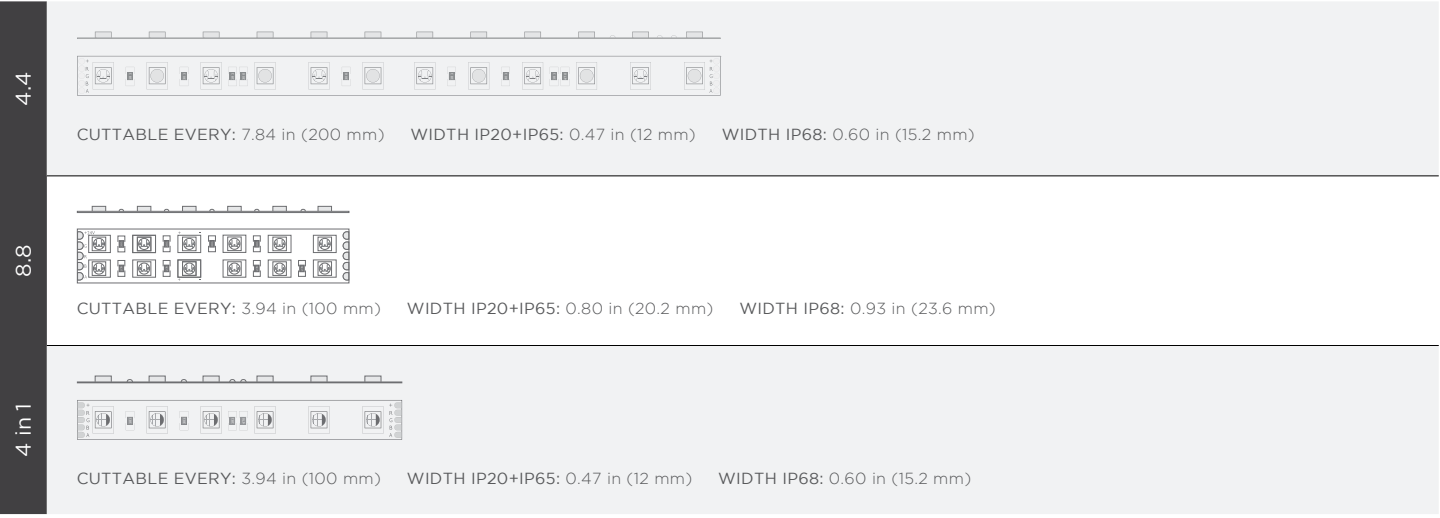 4.4
+
R
G
B
A
+
R
G
B
A
CUTTABLE EVERY: 7.84 in (200 mm) WIDTH IP20+IP65: 0.47 in (12 mm) WIDTH IP68: 0.60 in (15.2 mm)
8.8
CUTTABLE EVERY: 3.94 in (100 mm) WIDTH IP20+IP65: 0.80 in (20.2 mm) WIDTH IP68: 0.93 in (23.6 mm)
4 in 1
+
R
G
B
A
+
R
G
B
A
CUTTABLE EVERY: 3.94 in (100 mm) WIDTH IP20+IP65: 0.47 in (12 mm) WIDTH IP68: 0.60 in (15.2 mm)